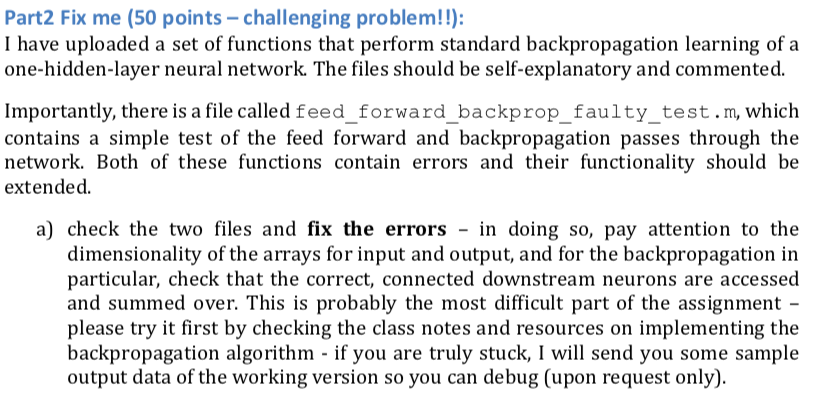 Part2 Fix me (50 points – challenging problem!!):
I have uploaded a set of functions that perform standard backpropagation learning of a
one-hidden-layer neural network. The files should be self-explanatory and commented.
Importantly, there is a file called feed_forward_backprop_faulty_test.m, which
contains a simple test of the feed forward and backpropagation passes through the
network. Both of these functions contain errors and their functionality should be
extended.
a) check the two files and fix the errors – in doing so, pay attention to the
dimensionality of the arrays for input and output, and for the backpropagation in
particular, check that the correct, connected downstream neurons are accessed
and summed over. This is probably the most difficult part of the assignment –
please try it first by checking the class notes and resources on implementing the
backpropagation algorithm - if you are truly stuck, I will send you some sample
output data of the working version so you can debug (upon request only).